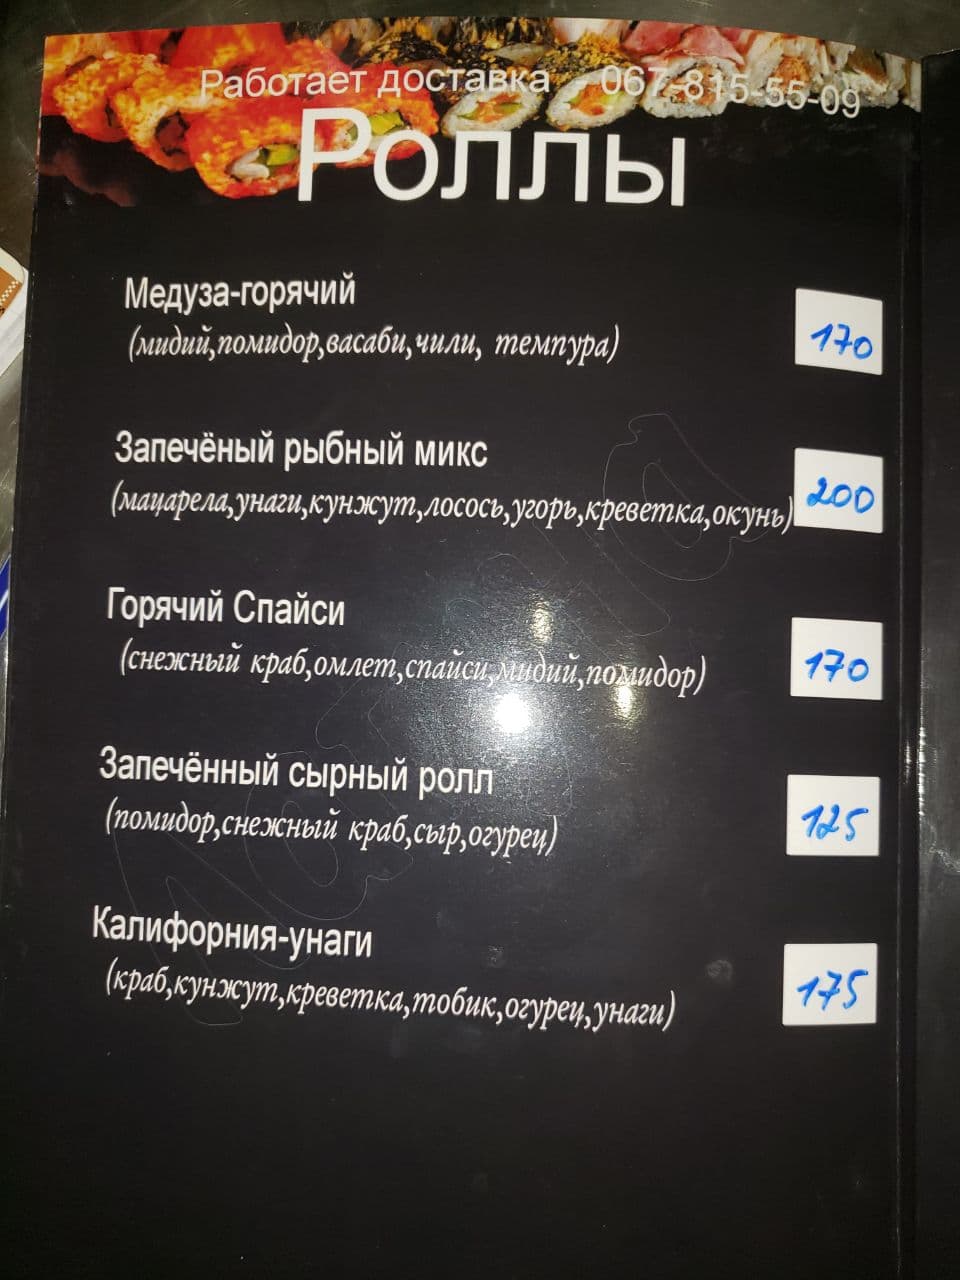 Работает доставка 067-815-55-09
Роллы
Медуза-горячий
(мидий,помидор,васаби,чили, темпура) 170
Запечёный рыбный микс
(мацарела,унаги,кунжут,лосось,угорь,креветка,окунь) 200
Горячий Спайси
(снежный краб,омлет,спайси,мидий,помидор) 170
Запечённый сырный ролл
(помидор,снежный краб,сыр,огурец) 125
Калифорния-унаги
(краб,кунжут,креветка,тобик,огурец,унаги) 175